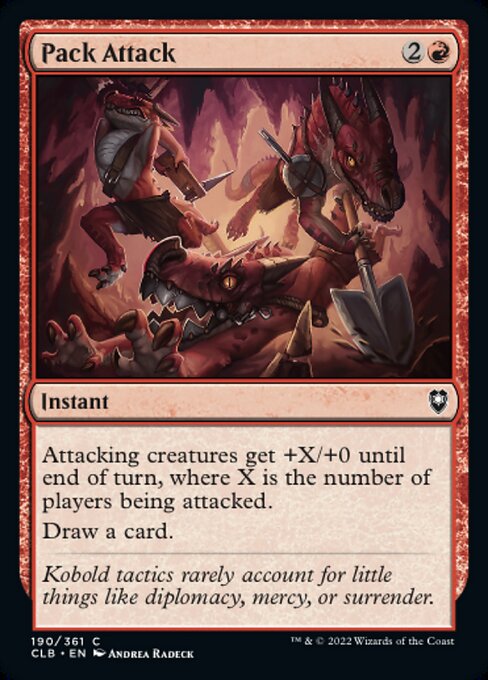 Pack Attack 2
Instant
Attacking creatures get +X/+0 until
end of turn, where X is the number of
players being attacked.
Draw a card.
Kobold tactics rarely account for little
things like diplomacy, mercy, or surrender.
190/361 C
CLB • EN Andrea Radeck
™ & © 2022 Wizards of the Coast